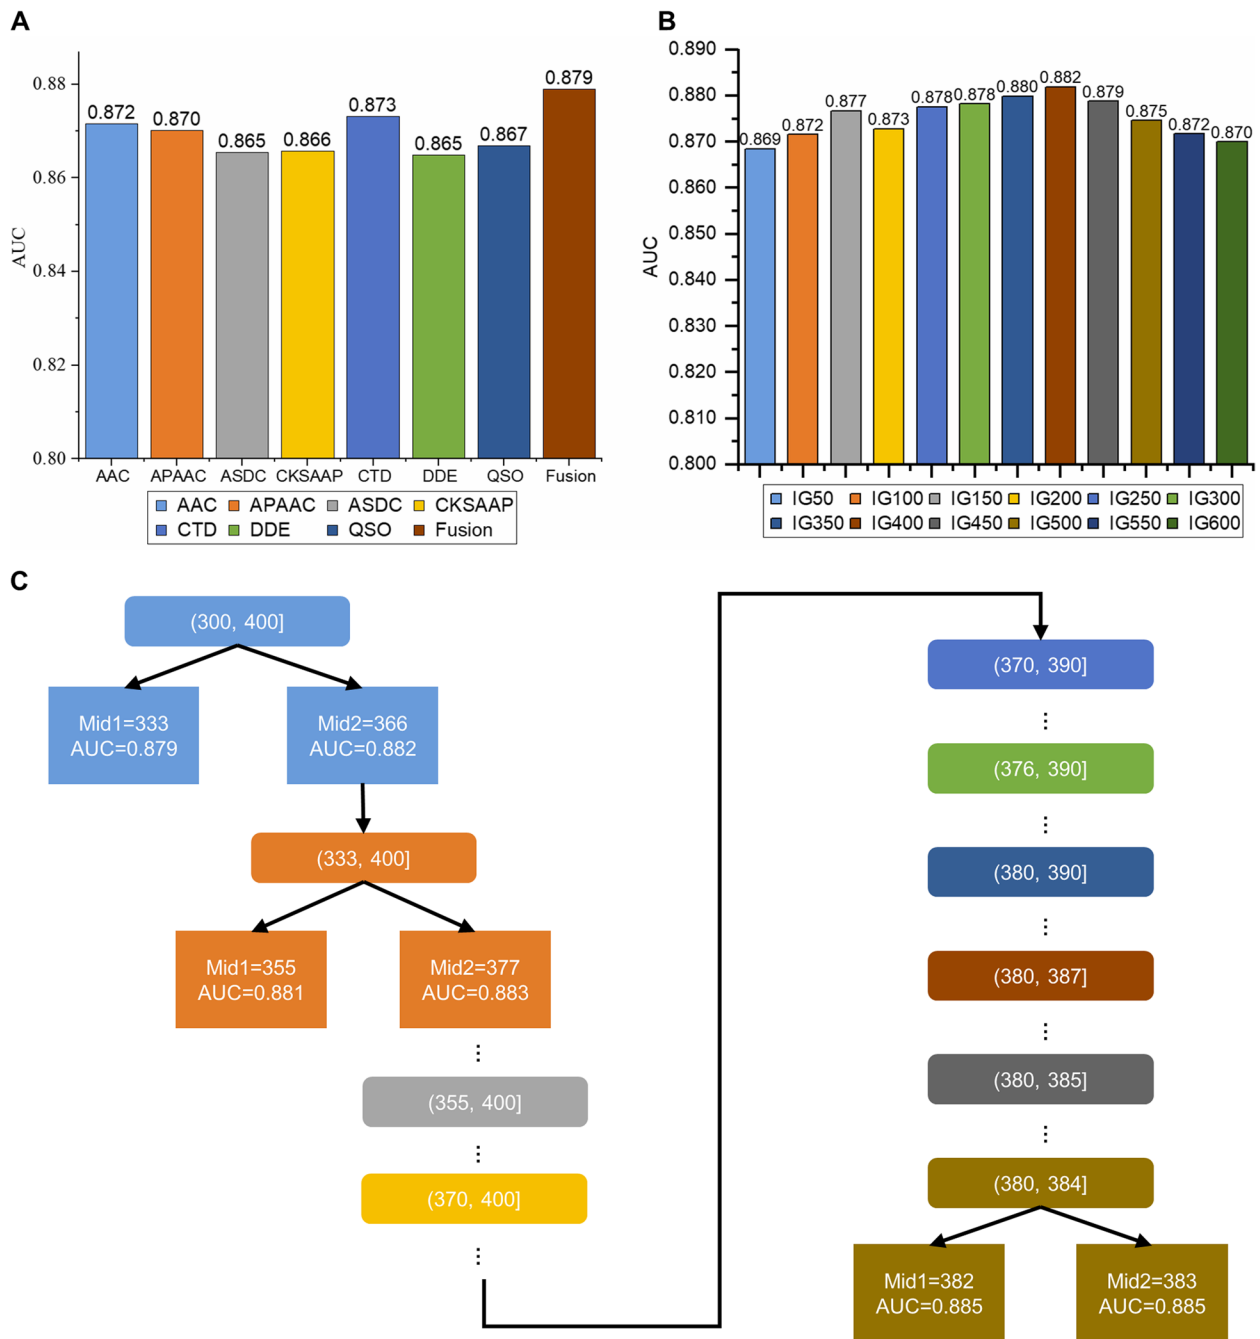 A
0.88
0.86
0.84
0.82
0.80
AUC
0.872
0.870
0.865
0.866
0.873
0.865
0.867
0.879
AAC APAAC ASDC CKSAAP CTD DDE QSO Fusion
AAC APAAC ASDC CKSAAP
CTD DDE QSO Fusion
B
0.890
0.880
0.870
0.860
0.850
0.840
0.830
0.820
0.810
0.800
AUC
0.869
0.872
0.877
0.873
0.878
0.878
0.880
0.882
0.879
0.875
0.872
0.870
IG50 IG100 IG150 IG200 IG250 IG300
IG350 IG400 IG450 IG500 IG550 IG600
C
(300, 400]
Mid1=333
AUC=0.879
Mid2=366
AUC=0.882
(333, 400]
Mid1=355
AUC=0.881
Mid2=377
AUC=0.883
(355, 400]
(370, 400]
(370, 390]
(376, 390]
(380, 390]
(380, 387]
(380, 385]
(380, 384]
Mid1=382
AUC=0.885
Mid2=383
AUC=0.885